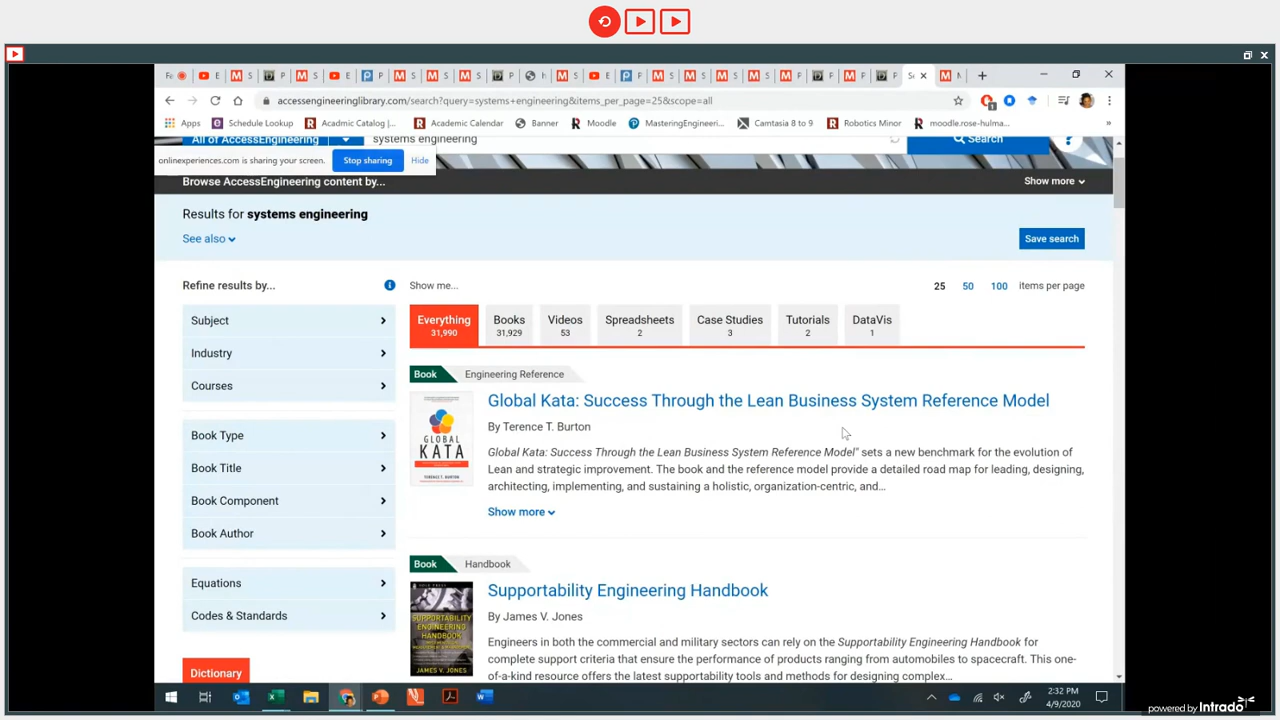 Fe E S P S E P S S S h S E P S S S S P P P P S M
accessengineeringlibrary.com/search?query=systems+engineering&items_per_page=25&scope=all
Apps Schedule Lookup Acadmic Catalog |... Academic Calendar Banner Moodle MasteringEngineeri... Camtasia 8 to 9 Robotics Minor moodle.rose-hulma... »
All of AccessEngineering systems engineering Search ?
onlinexperiences.com is sharing your screen. Stop sharing Hide
Browse AccessEngineering content by... Show more
Results for systems engineering
See also Save search
Refine results by... Show me... 25 50 100 items per page
Subject
Industry
Courses
Book Type
Book Title
Book Component
Book Author
Equations
Codes & Standards
Dictionary
Everything Books Videos Spreadsheets Case Studies Tutorials DataVis
31,990 31,929 53 2 3 2 1
Book Engineering Reference
GLOBAL
KATA
TERENCE T. BURTON
Global Kata: Success Through the Lean Business System Reference Model
By Terence T. Burton
Global Kata: Success Through the Lean Business System Reference Model" sets a new benchmark for the evolution of
Lean and strategic improvement. The book and the reference model provide a detailed road map for leading, designing,
architecting, implementing, and sustaining a holistic, organization-centric, and...
Show more
Book Handbook
SUPPORTABILITY
ENGINEERING
HANDBOOK
JAMES V. JONES
Supportability Engineering Handbook
By James V. Jones
Engineers in both the commercial and military sectors can rely on the Supportability Engineering Handbook for
complete support criteria that ensure the performance of products ranging from automobiles to spacecraft. This one-
of-a-kind resource offers the latest supportability tools and methods for designing complex...
2:32 PM
4/9/2020
powered by Intrado